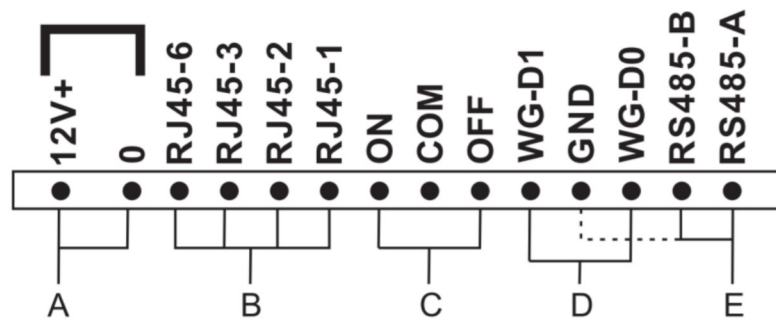 12V+
0
RJ45-6
RJ45-3
RJ45-2
RJ45-1
ON
COM
OFF
WG-D1
GND
WG-D0
RS485-B
RS485-A
A B C D E